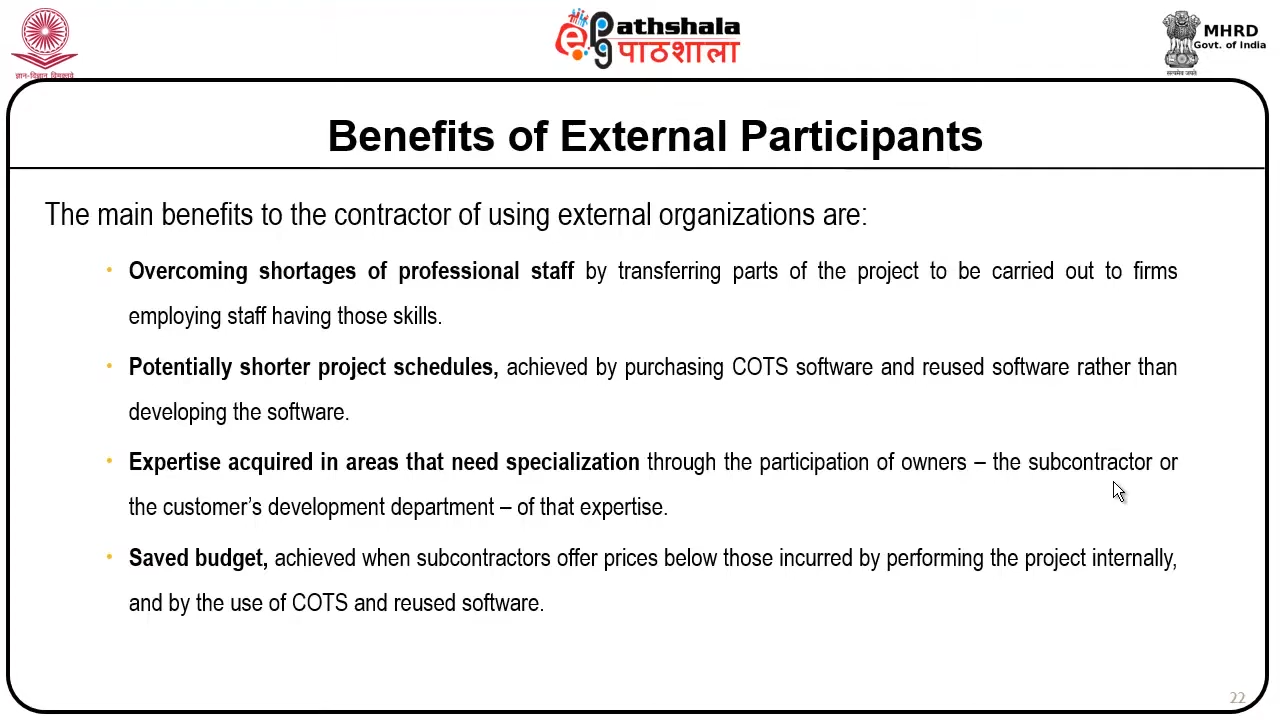 ज्ञान-विज्ञान विमुक्तये
ePG Pathshala
पाठशाला
MHRD
Govt. of India
सत्यमेव जयते
Benefits of External Participants
The main benefits to the contractor of using external organizations are:
• Overcoming shortages of professional staff by transferring parts of the project to be carried out to firms
employing staff having those skills.
• Potentially shorter project schedules, achieved by purchasing COTS software and reused software rather than
developing the software.
• Expertise acquired in areas that need specialization through the participation of owners – the subcontractor or
the customer’s development department – of that expertise.
• Saved budget, achieved when subcontractors offer prices below those incurred by performing the project internally,
and by the use of COTS and reused software.
22